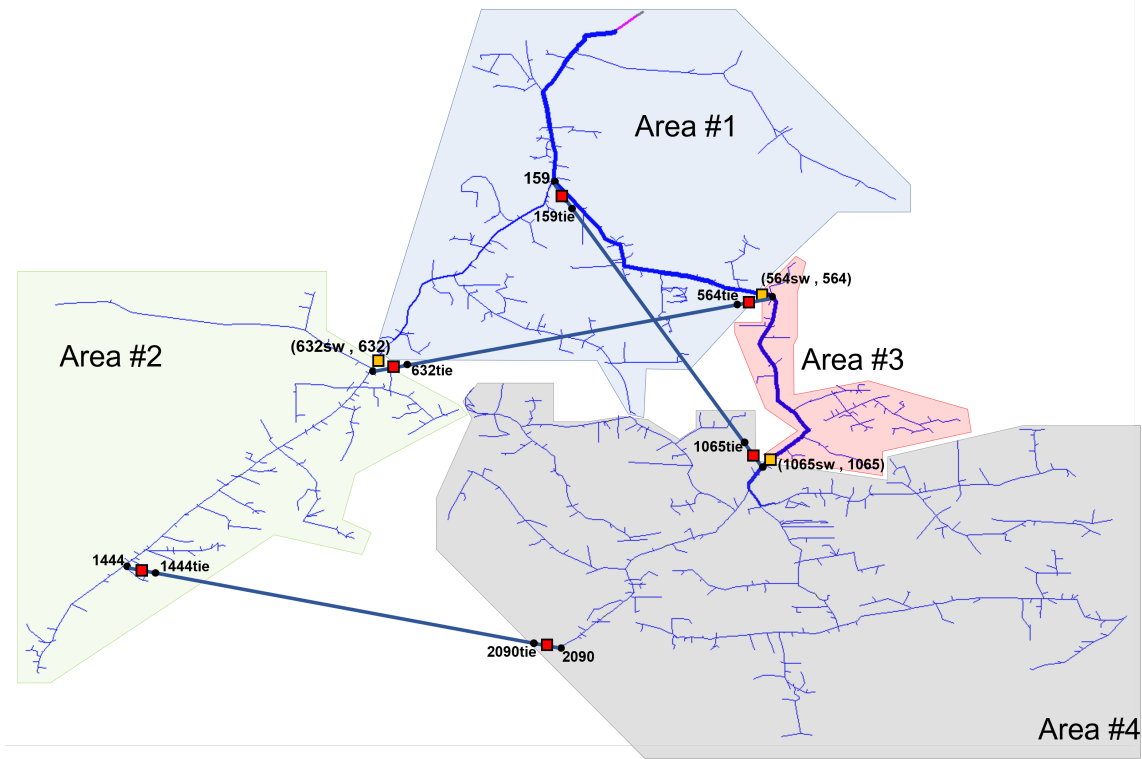 Area #1
159
159tie
(564sw , 564)
564tie
(632sw , 632)
632tie
Area #2
Area #3
1065tie
(1065sw , 1065)
1444
1444tie
2090tie
2090
Area #4